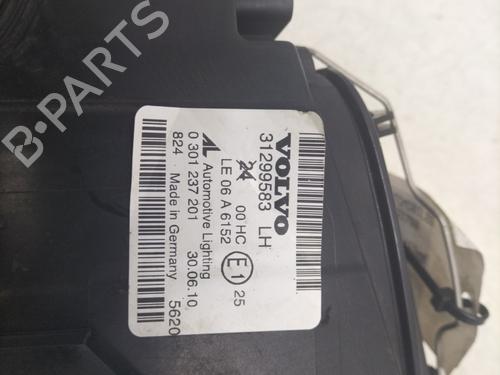 VOLVO
31299583 LH
24 00 HC E1 25
LE 06 A 6152
AL Automotive Lighting 30.06.10
0 301 237 201
824 Made in Germany 5620
B-PARTS